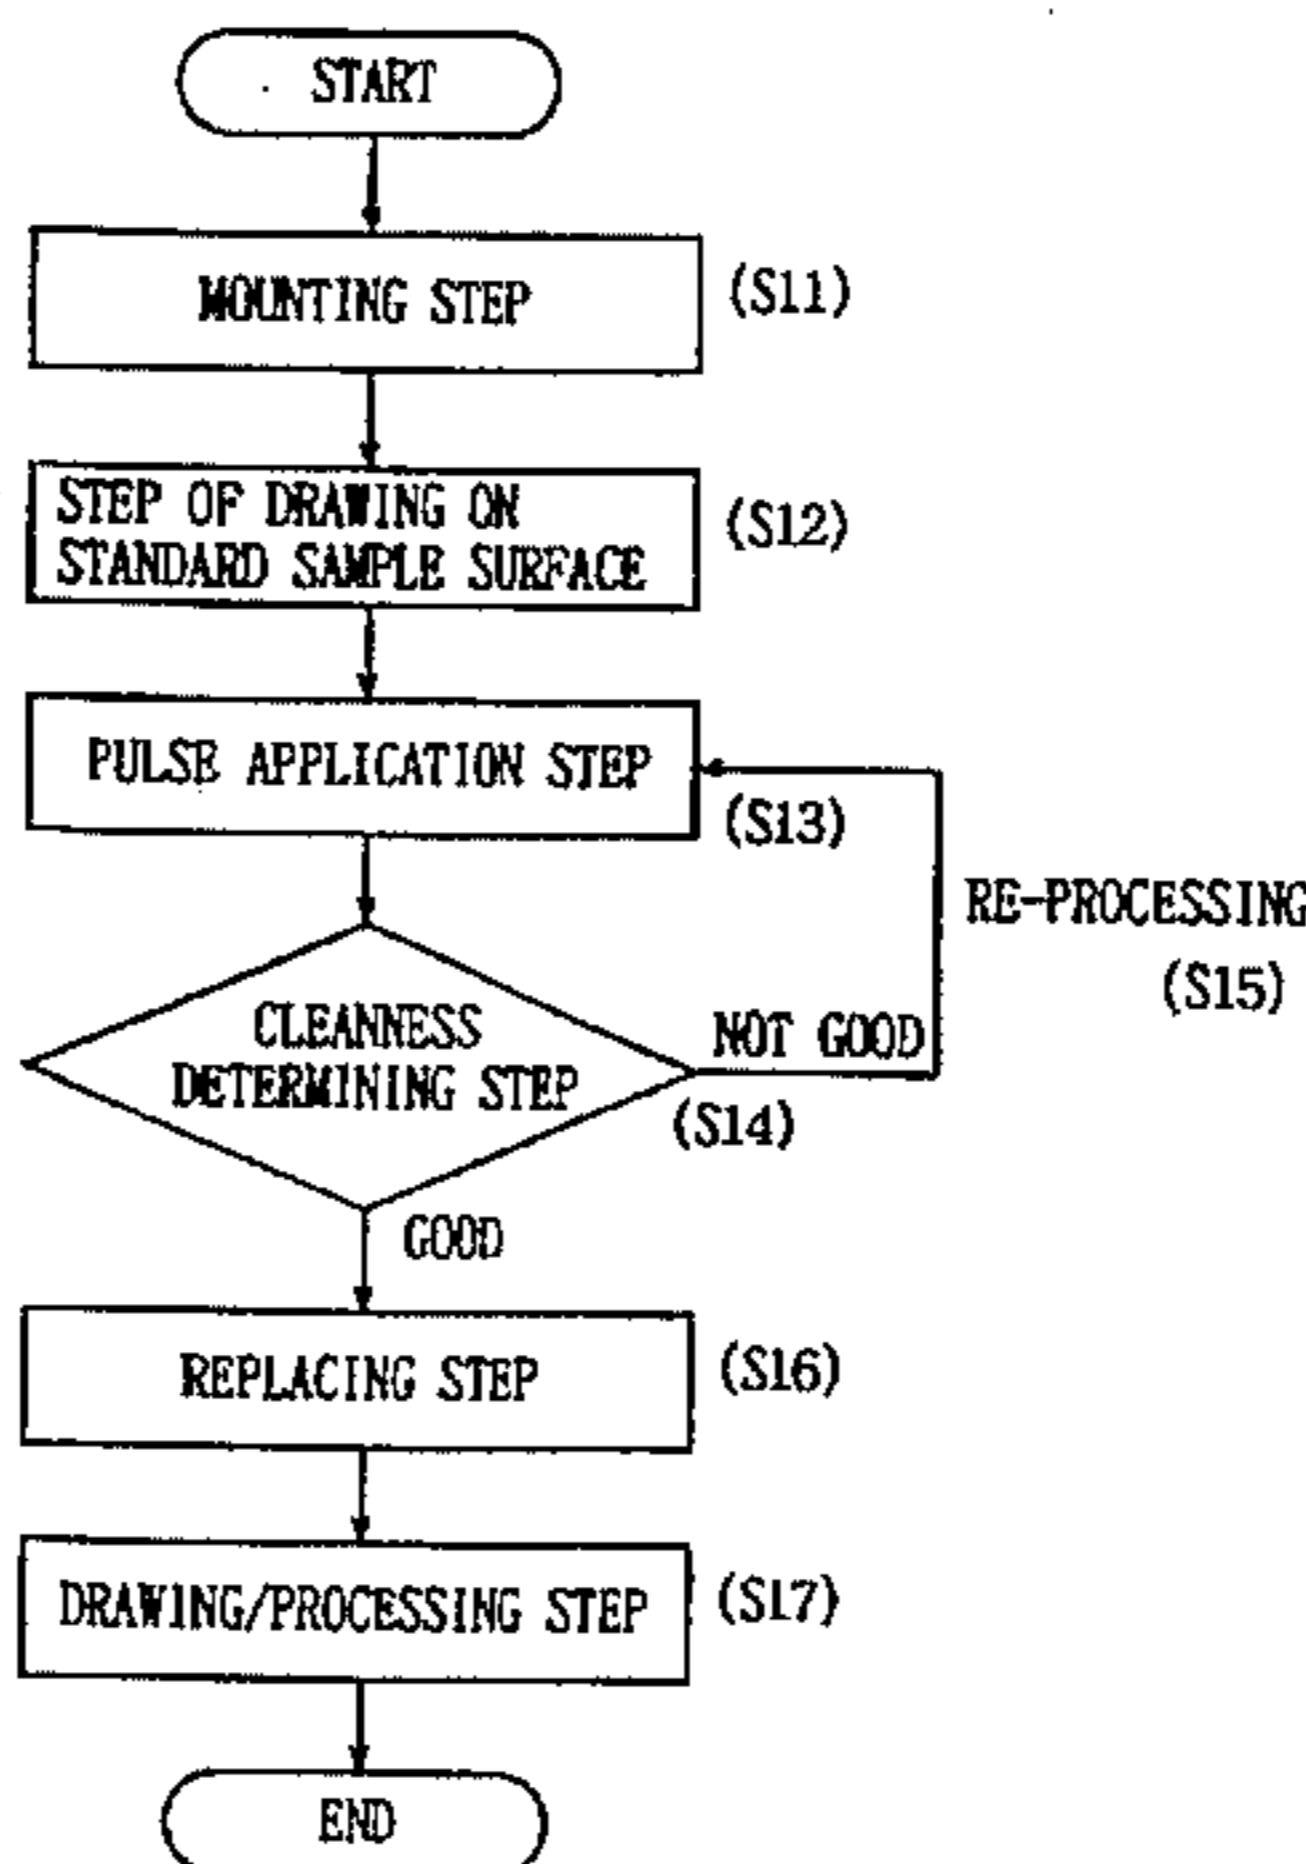 START
MOUNTING STEP
(S11)
STEP OF DRAWING ON
STANDARD SAMPLE SURFACE
(S12)
PULSE APPLICATION STEP
(S13)
RE-PROCESSING
(S15)
CLEANNESS
DETERMINING STEP
NOT GOOD
(S14)
GOOD
REPLACING STEP
(S16)
DRAWING/PROCESSING STEP
(S17)
END